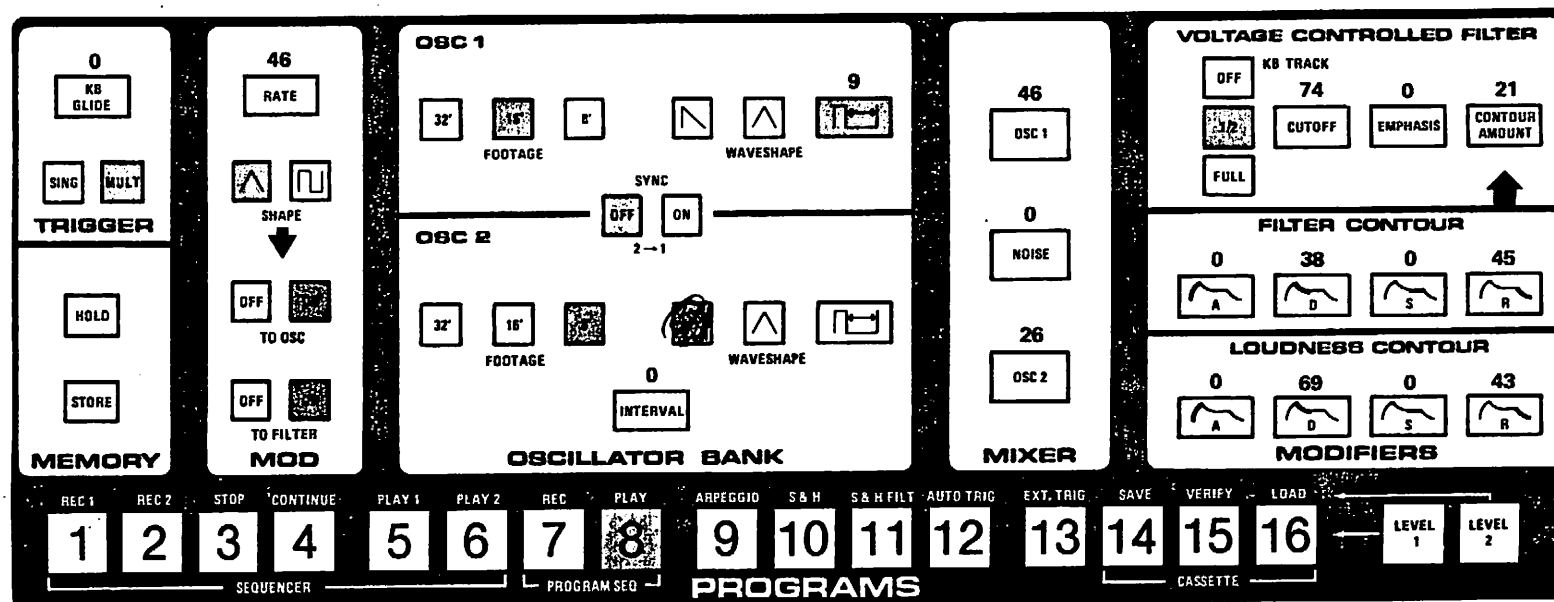 0
KB
GLIDE
SING
MULT
TRIGGER
HOLD
STORE
MEMORY
46
RATE
SHAPE
OFF
TO OSC
OFF
TO FILTER
MOD
OSC 1
32'
16'
8'
FOOTAGE
9
WAVESHAPE
SYNC
OFF
ON
2→1
OSC 2
32'
16'
FOOTAGE
WAVESHAPE
0
INTERVAL
OSCILLATOR BANK
46
OSC 1
0
NOISE
26
OSC 2
MIXER
VOLTAGE CONTROLLED FILTER
KB TRACK
OFF
1/2
FULL
74
CUTOFF
0
EMPHASIS
21
CONTOUR
AMOUNT
FILTER CONTOUR
0 38 0 45
A D S R
LOUDNESS CONTOUR
0 69 0 43
A D S R
MODIFIERS
REC 1 REC 2 STOP CONTINUE PLAY 1 PLAY 2 REC PLAY ARPEGGIO S & H S & H FILT AUTO TRIG EXT. TRIG SAVE VERIFY LOAD
1 2 3 4 5 6 7 8 9 10 11 12 13 14 15 16
LEVEL
1
LEVEL
2
SEQUENCER
PROGRAM SEQ
PROGRAMS
CASSETTE